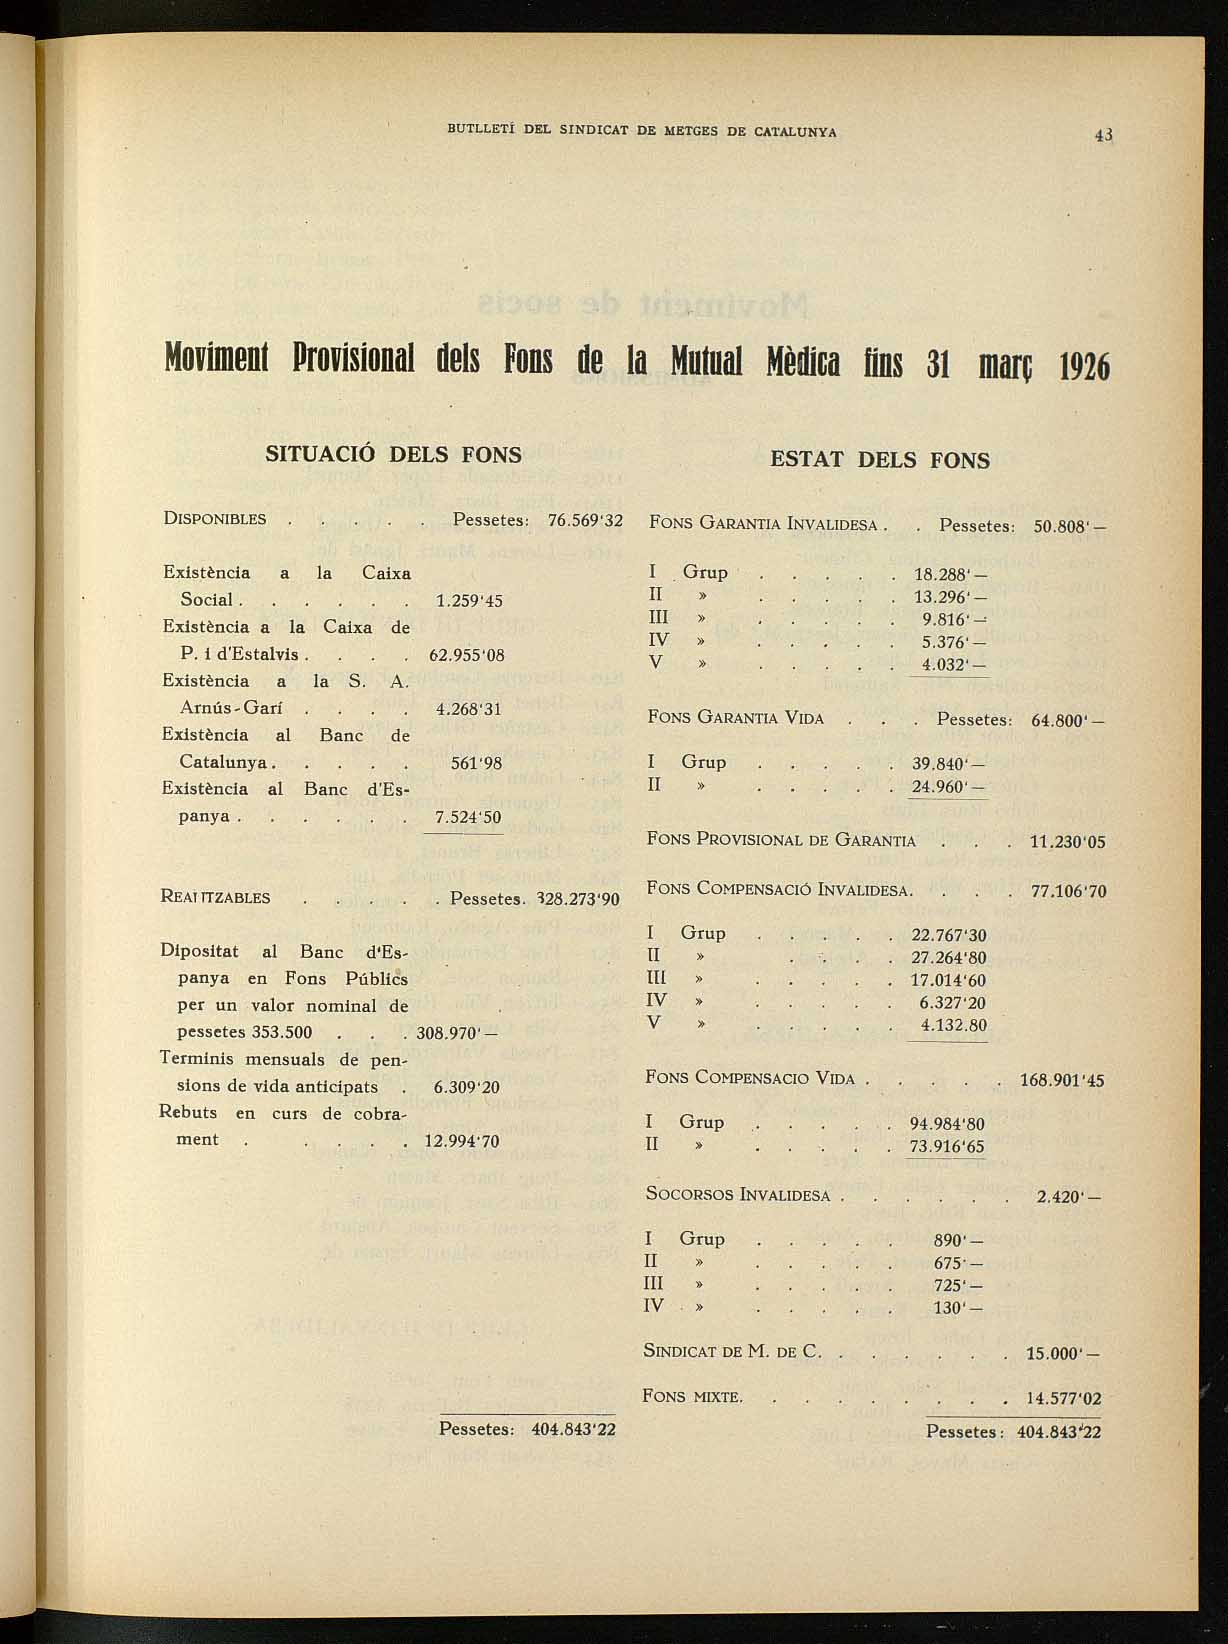 BUTLLETÍ DEL SINDICAT DE METGES DE CATALUNYA
43
Moviment Provisional dels Fons de la Mutual Mèdica fins 31 març 1926
SITUACIÓ DELS FONS
DISPONIBLES . . . . . Pessetes: 76.569'32
Existència a la Caixa
Social . . . . . . 1.259'45
Existència a la Caixa de
P. i d'Estalvis . . . . 62.955'08
Existència a la S. A.
Arnús-Garí . . . . 4.268'31
Existència al Banc de
Catalunya . . . . . 561'98
Existència al Banc d'Es-
panya . . . . . . 7.524'50
REALITZABLES . . . . . Pessetes. 328.273'90
Dipositat al Banc d'Es-
panya en Fons Públics
per un valor nominal de
pessetes 353.500 . . . 308.970'—
Terminis mensuals de pen-
sions de vida anticipats . 6.309'20
Rebuts en curs de cobra-
ment . . . . . 12.994'70
Pessetes: 404.843'22
ESTAT DELS FONS
FONS GARANTIA INVALIDESA . . Pessetes: 50.808'—
I Grup . . . . . 18.288'—
II » . . . . . 13.296'—
III » . . . . . 9.816'—
IV » . . . . . 5.376'—
V » . . . . . 4.032'—
FONS GARANTIA VIDA . . . Pessetes: 64.800'—
I Grup . . . . . 39.840'—
II » . . . . . 24.960'—
FONS PROVISIONAL DE GARANTIA . . . 11.230'05
FONS COMPENSACIÓ INVALIDESA . . . . 77.106'70
I Grup . . . . . 22.767'30
II » . . . . 27.264'80
III » . . . . . 17.014'60
IV » . . . . . 6.327'20
V » . . . . . 4.132.80
FONS COMPENSACIO VIDA . . . . . 168.901'45
I Grup . . . . . 94.984'80
II » . . . . . 73.916'65
SOCORSOS INVALIDESA . . . . . . 2.420'—
I Grup . . . . . 890'—
II » . . . . . 675'—
III » . . . . . 725'—
IV » . . . . . 130'—
SINDICAT DE M. DE C. . . . . . . 15.000'—
FONS MIXTE. . . . . . . . . 14.577'02
Pessetes: 404.843'22